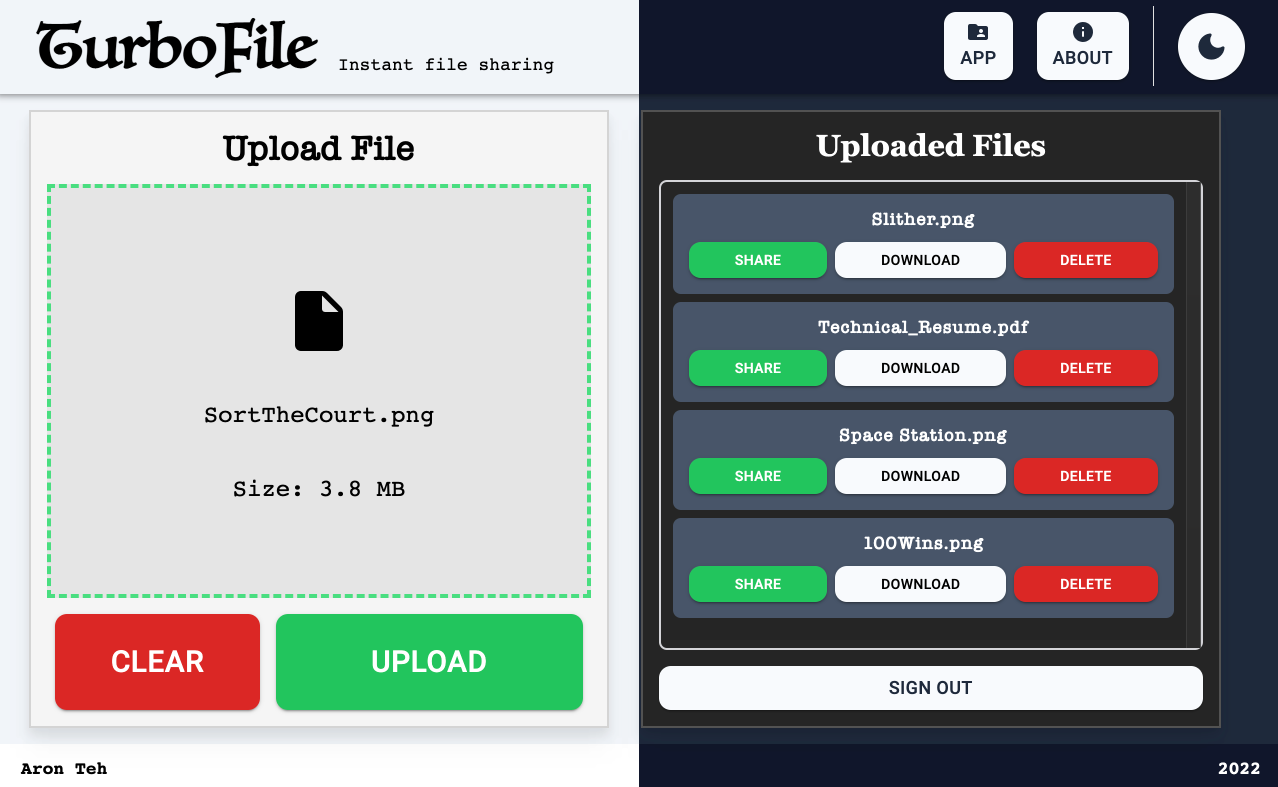 TurboFile Instant file sharing
APP
ABOUT
Upload File
SortTheCourt.png
Size: 3.8 MB
CLEAR UPLOAD
Uploaded Files
Slither.png
SHARE DOWNLOAD DELETE
Technical_Resume.pdf
SHARE DOWNLOAD DELETE
Space Station.png
SHARE DOWNLOAD DELETE
100Wins.png
SHARE DOWNLOAD DELETE
SIGN OUT
Aron Teh
2022